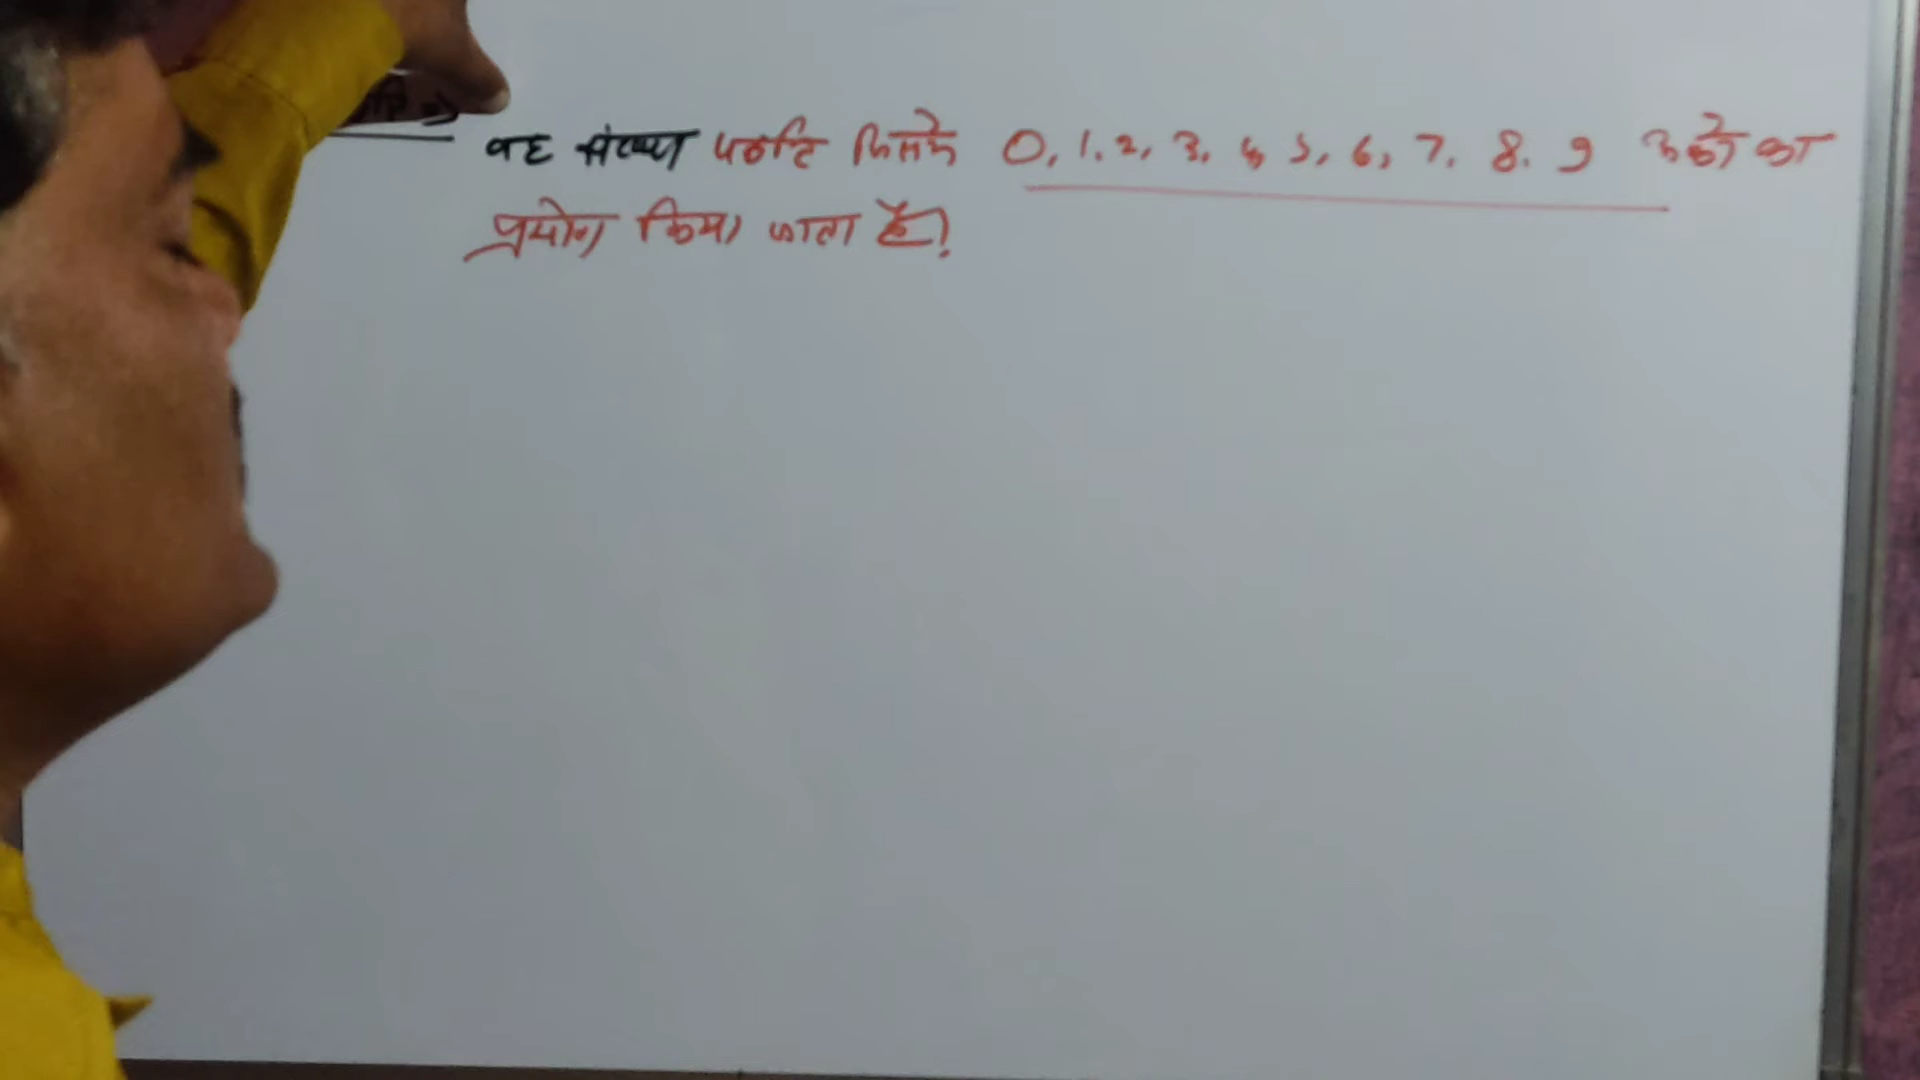 वह संख्या पद्धति जिसमें 0, 1, 2, 3, 4, 5, 6, 7, 8, 9 अंकों का
प्रयोग किया जाता है।